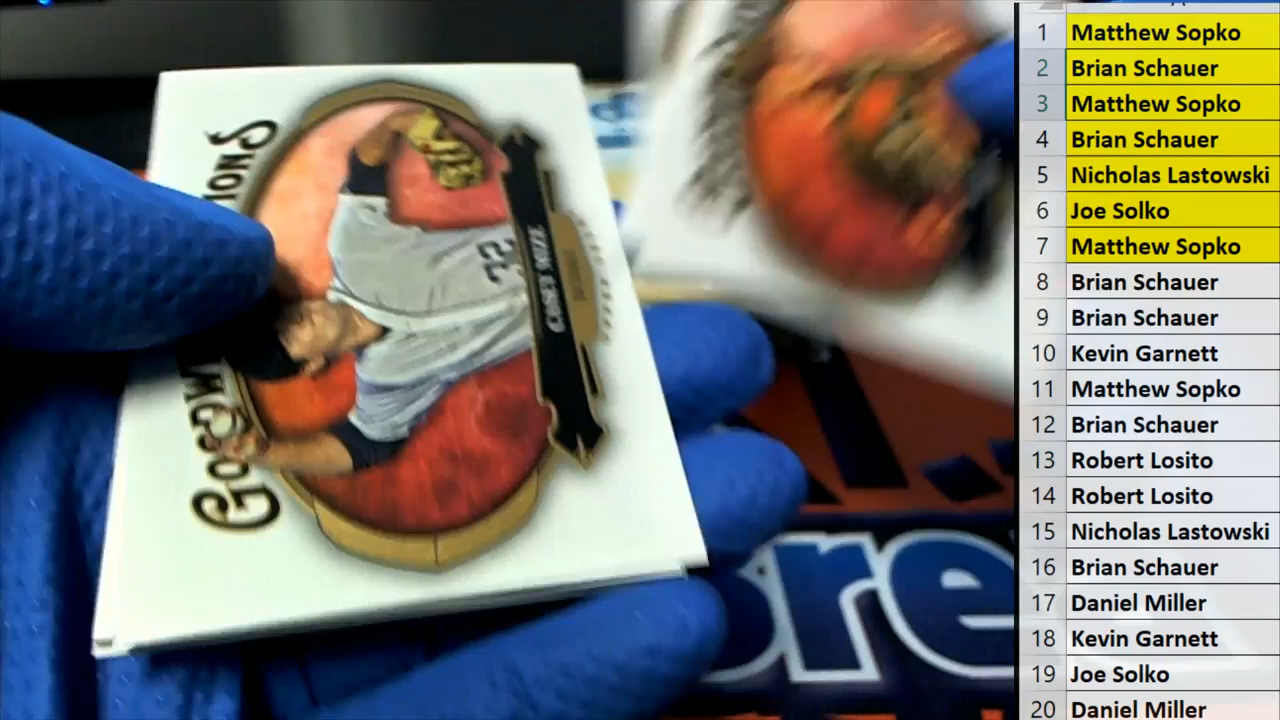 CASEY MIZE
32
1 Matthew Sopko
2 Brian Schauer
3 Matthew Sopko
4 Brian Schauer
5 Nicholas Lastowski
6 Joe Solko
7 Matthew Sopko
8 Brian Schauer
9 Brian Schauer
10 Kevin Garnett
11 Matthew Sopko
12 Brian Schauer
13 Robert Losito
14 Robert Losito
15 Nicholas Lastowski
16 Brian Schauer
17 Daniel Miller
18 Kevin Garnett
19 Joe Solko
20 Daniel Miller